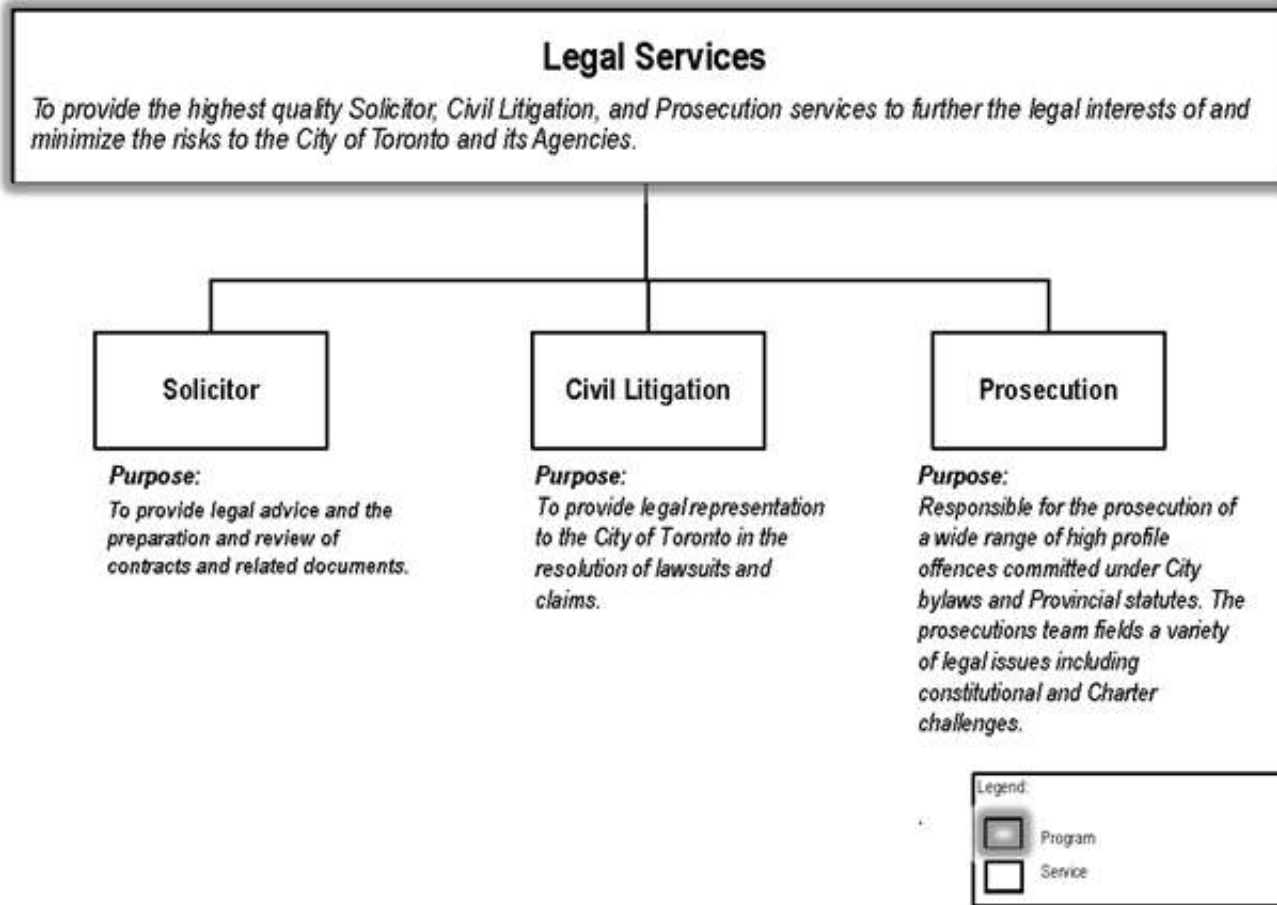 Legal Services
To provide the highest quality Solicitor, Civil Litigation, and Prosecution services to further the legal interests of and
minimize the risks to the City of Toronto and its Agencies.
Solicitor
Purpose:
To provide legal advice and the
preparation and review of
contracts and related documents.
Civil Litigation
Purpose:
To provide legal representation
to the City of Toronto in the
resolution of lawsuits and
claims.
Prosecution
Purpose:
Responsible for the prosecution of
a wide range of high profile
offences committed under City
bylaws and Provincial statutes. The
prosecutions team fields a variety
of legal issues including
constitutional and Charter
challenges.
Legend:
Program
Service